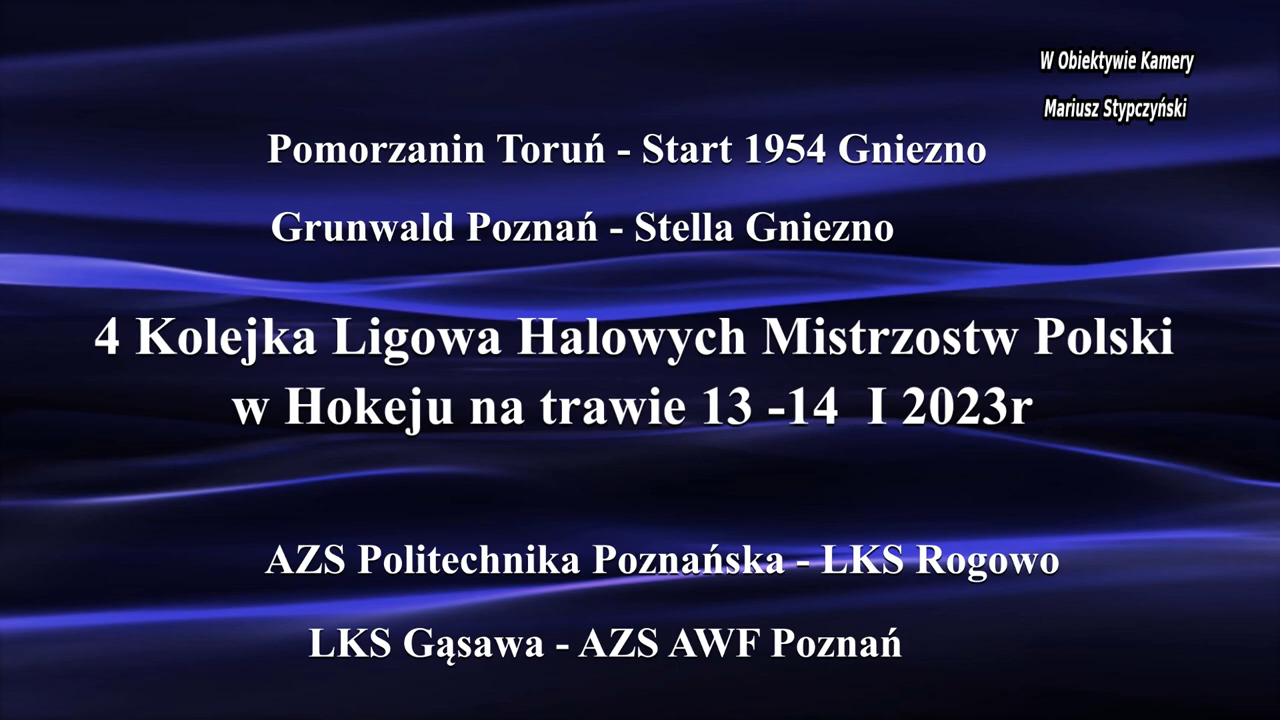 W Obiektywie Kamery
Mariusz Stypczyński
Pomorzanin Toruń - Start 1954 Gniezno
Grunwald Poznań - Stella Gniezno
4 Kolejka Ligowa Halowych Mistrzostw Polski
w Hokeju na trawie 13 -14 I 2023r
AZS Politechnika Poznańska - LKS Rogowo
LKS Gąsawa - AZS AWF Poznań